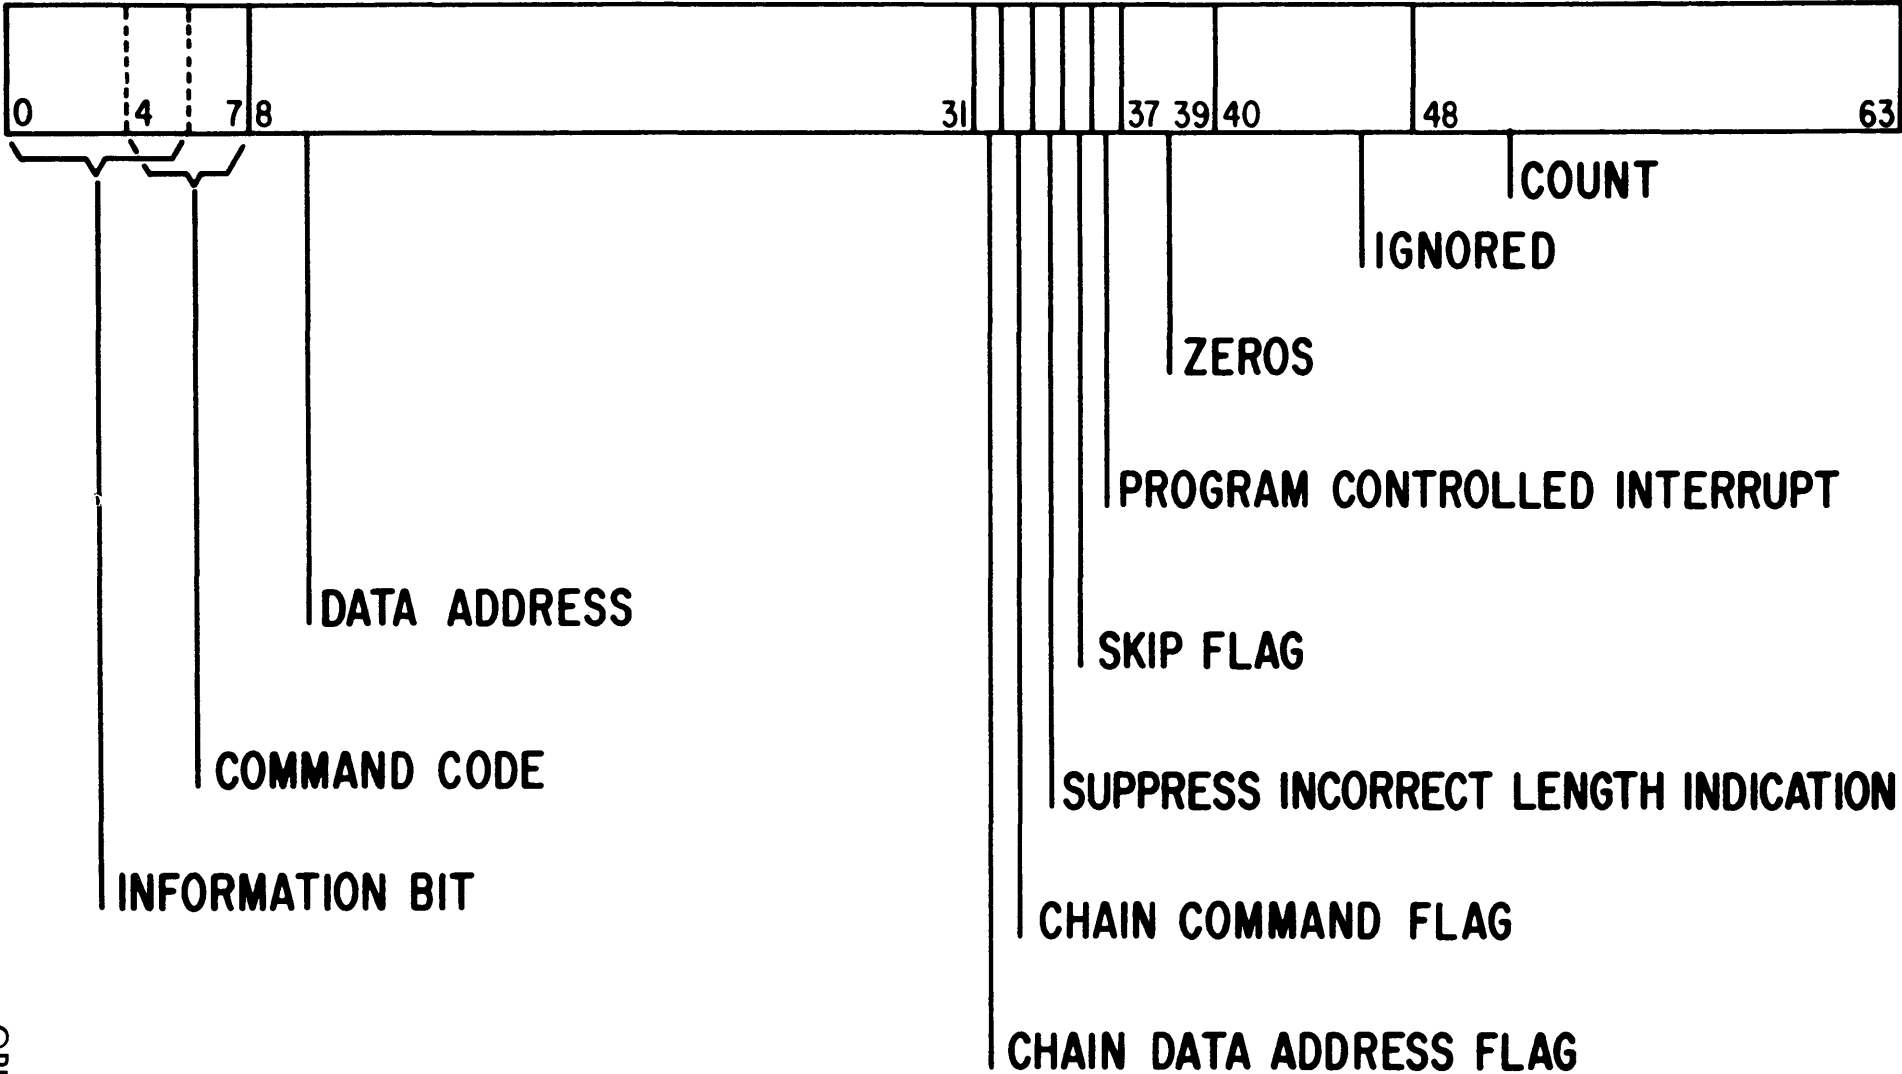 0 4 7 8 31 37 39 40 48 63
COUNT
IGNORED
ZEROS
PROGRAM CONTROLLED INTERRUPT
DATA ADDRESS
SKIP FLAG
COMMAND CODE
SUPPRESS INCORRECT LENGTH INDICATION
INFORMATION BIT
CHAIN COMMAND FLAG
CHAIN DATA ADDRESS FLAG